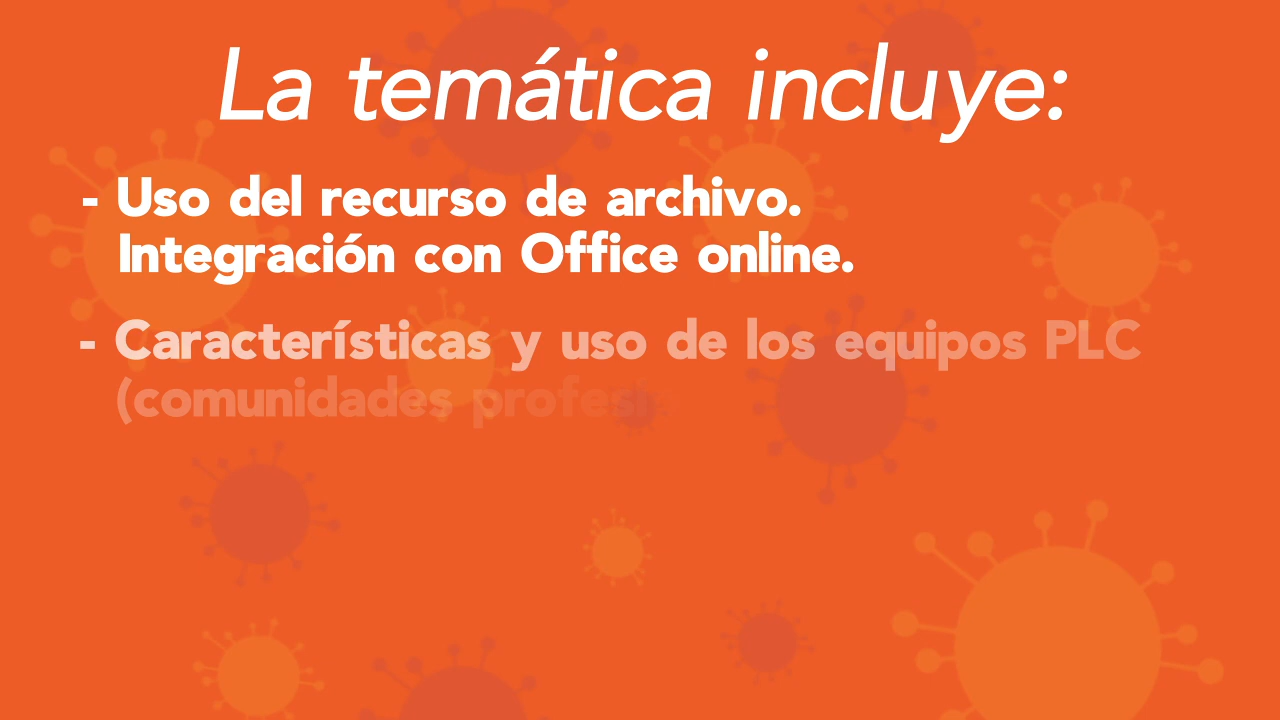 La temática incluye:
- Uso del recurso de archivo.
Integración con Office online.
- Características y uso de los equipos PLC
(comunidades